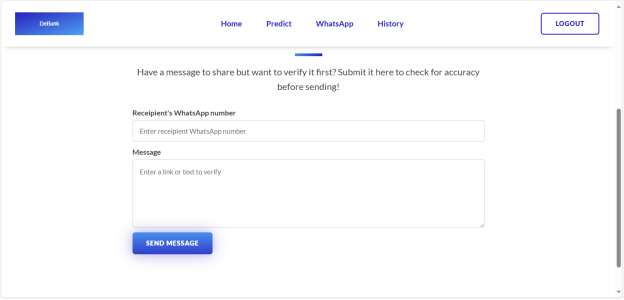 DeBunk
Home Predict WhatsApp History
LOGOUT
Have a message to share but want to verify it first? Submit it here to check for accuracy
before sending!
Receipient's WhatsApp number
Enter receipient WhatsApp number
Message
Enter a link or text to verify
SEND MESSAGE